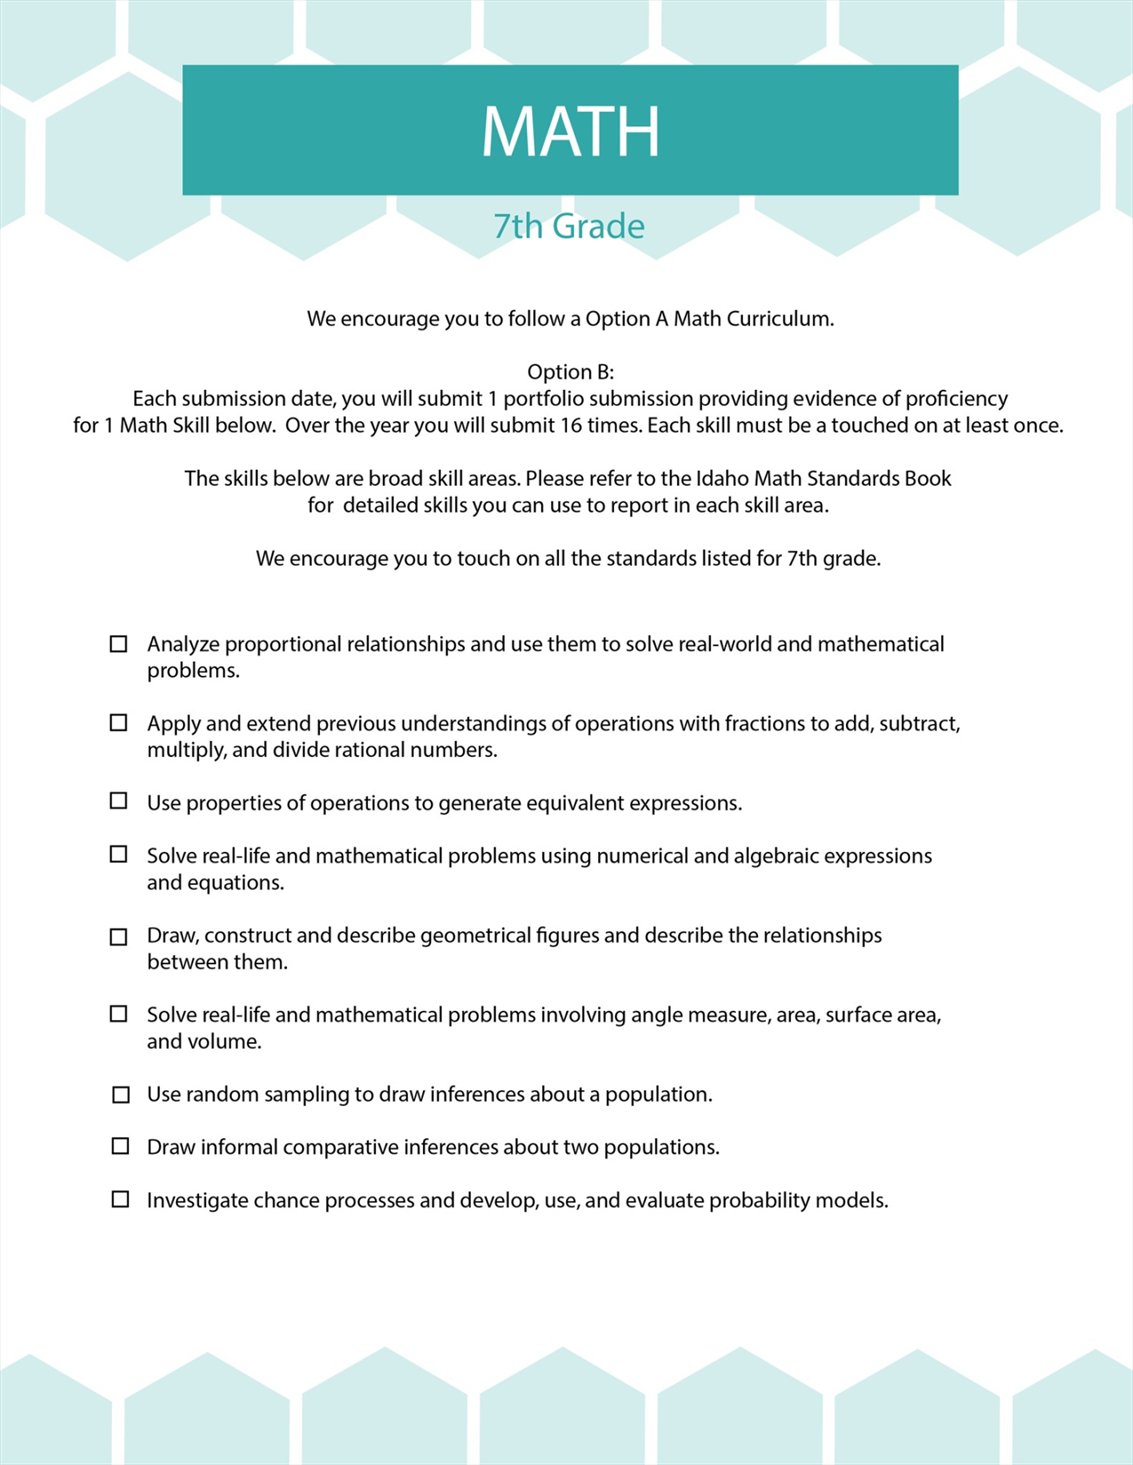 MATH
7th Grade
We encourage you to follow a Option A Math Curriculum.
Option B:
Each submission date, you will submit 1 portfolio submission providing evidence of proficiency
for 1 Math Skill below.  Over the year you will submit 16 times. Each skill must be a touched on at least once.
The skills below are broad skill areas. Please refer to the Idaho Math Standards Book
for  detailed skills you can use to report in each skill area.
We encourage you to touch on all the standards listed for 7th grade.
Analyze proportional relationships and use them to solve real-world and mathematical
problems.
Apply and extend previous understandings of operations with fractions to add, subtract,
multiply, and divide rational numbers.
Use properties of operations to generate equivalent expressions.
Solve real-life and mathematical problems using numerical and algebraic expressions
and equations.
Draw, construct and describe geometrical figures and describe the relationships
between them.
Solve real-life and mathematical problems involving angle measure, area, surface area,
and volume.
Use random sampling to draw inferences about a population.
Draw informal comparative inferences about two populations.
Investigate chance processes and develop, use, and evaluate probability models.